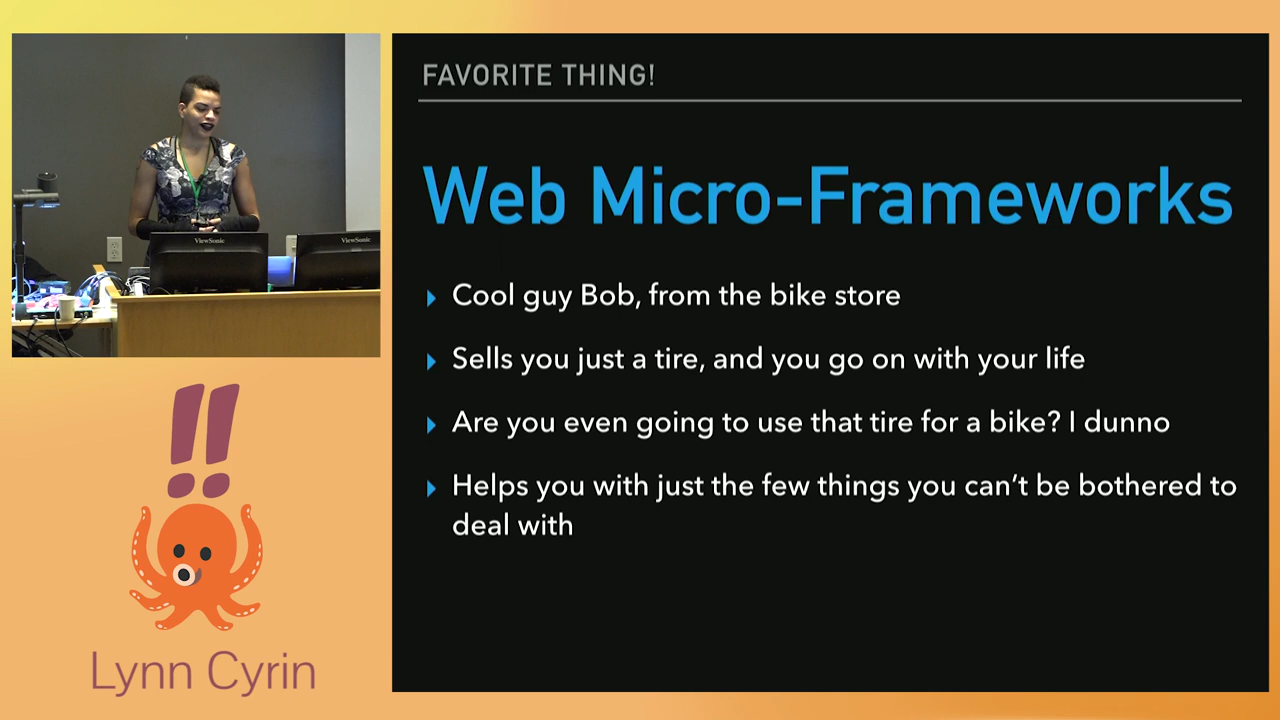 FAVORITE THING!
Web Micro-Frameworks
Cool guy Bob, from the bike store
Sells you just a tire, and you go on with your life
Are you even going to use that tire for a bike? I dunno
Helps you with just the few things you can't be bothered to
deal with
ViewSonic
ViewSonic
!!
Lynn Cyrin